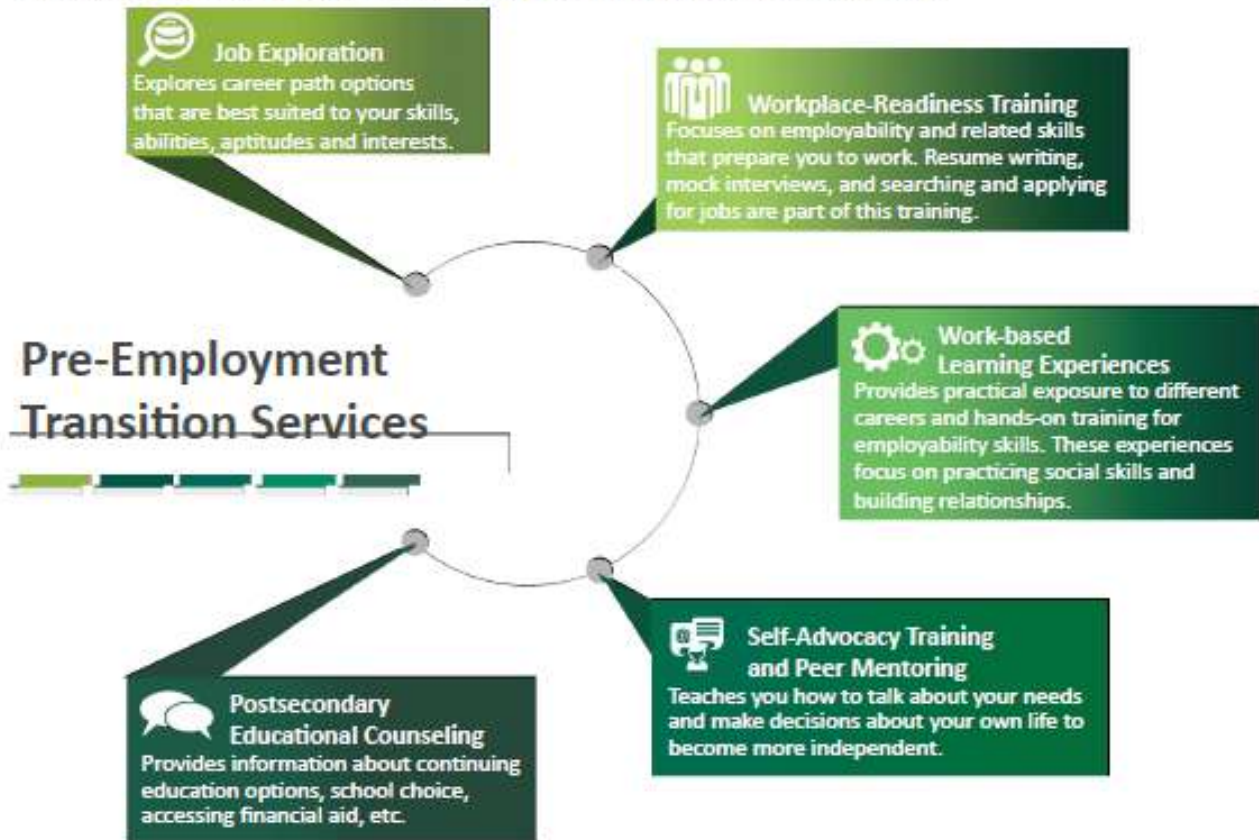 Job Exploration
Explores career path options
that are best suited to your skills,
abilities, aptitudes and interests.
Workplace-Readiness Training
Focuses on employability and related skills
that prepare you to work. Resume writing,
mock interviews, and searching and applying
for jobs are part of this training.
Pre-Employment
Transition Services
Work-based
Learning Experiences
Provides practical exposure to different
careers and hands-on training for
employability skills. These experiences
focus on practicing social skills and
building relationships.
Self-Advocacy Training
and Peer Mentoring
Teaches you how to talk about your needs
and make decisions about your own life to
become more independent.
Postsecondary
Educational Counseling
Provides information about continuing
education options, school choice,
accessing financial aid, etc.